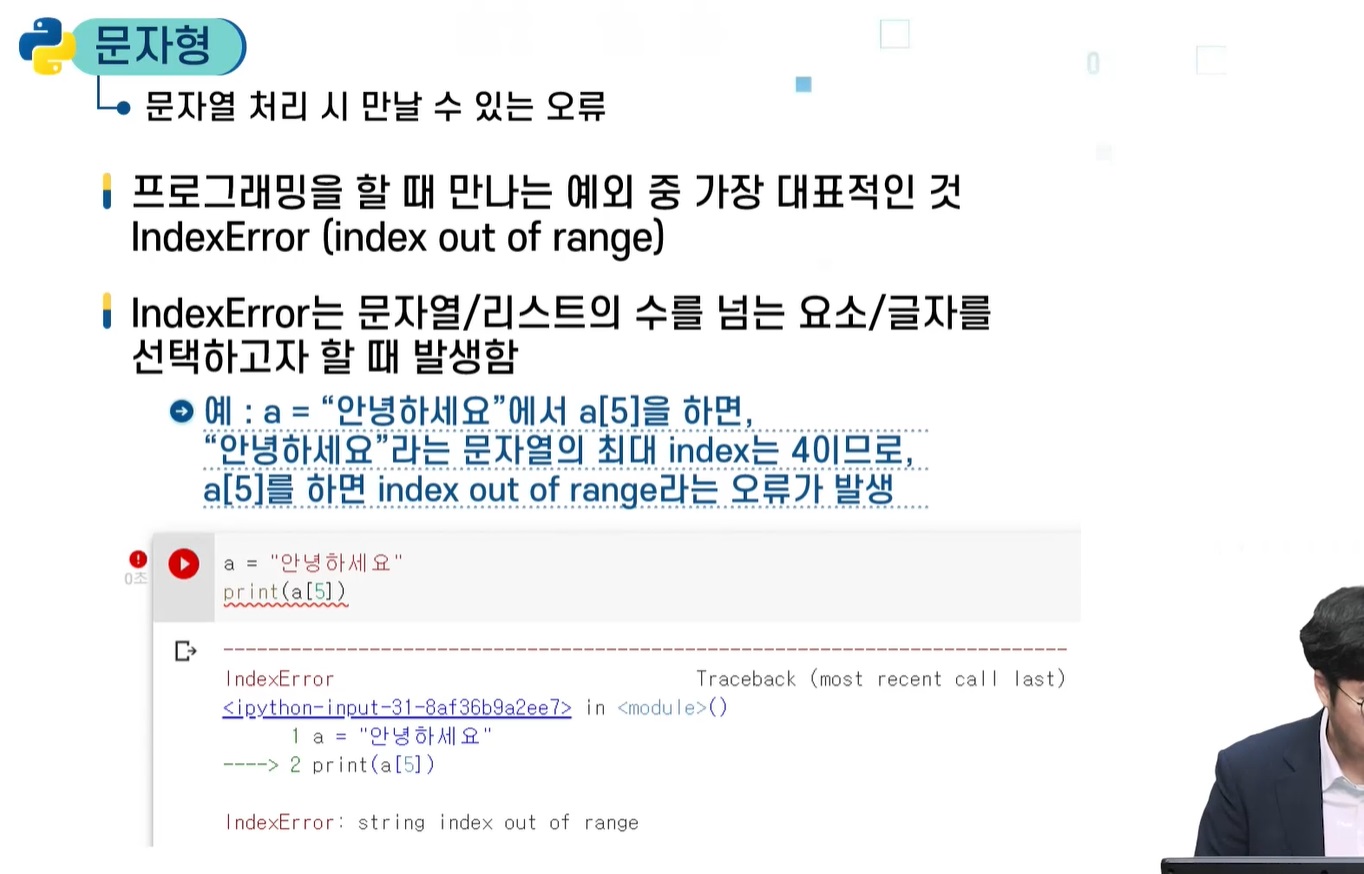 문자형
문자열 처리 시 만날 수 있는 오류
프로그래밍을 할 때 만나는 예외 중 가장 대표적인 것
IndexError (index out of range)
IndexError는 문자열/리스트의 수를 넘는 요소/글자를
선택하고자 할 때 발생함
예 : a = “안녕하세요”에서 a[5]을 하면,
“안녕하세요”라는 문자열의 최대 index는 4이므로,
a[5]를 하면 index out of range라는 오류가 발생
0초
a = "안녕하세요"
print(a[5])
---------------------------------------------------------------------------
IndexError Traceback (most recent call last)
<ipython-input-31-8af36b9a2ee7> in <module>()
1 a = "안녕하세요"
----> 2 print(a[5])
IndexError: string index out of range